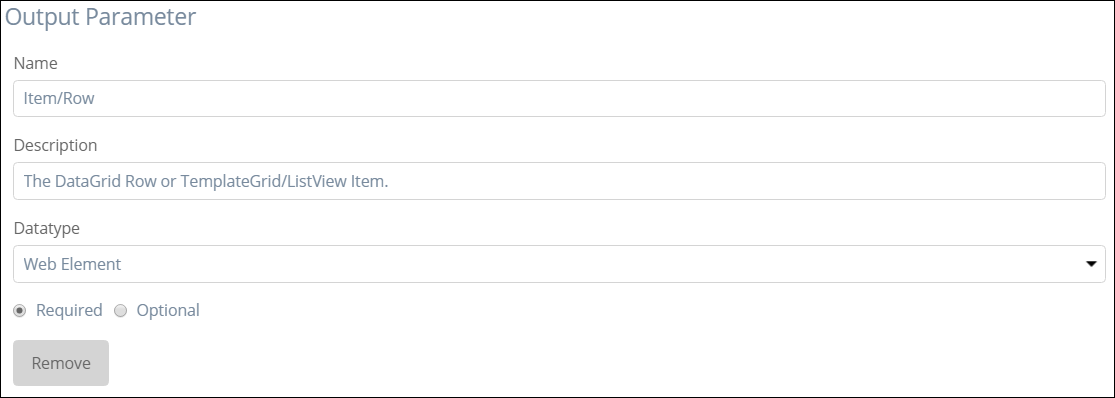 Output Parameter
Name
Item/Row
Description
The DataGrid Row or TemplateGrid/ListView Item.
Datatype
Web Element
Required Optional
Remove